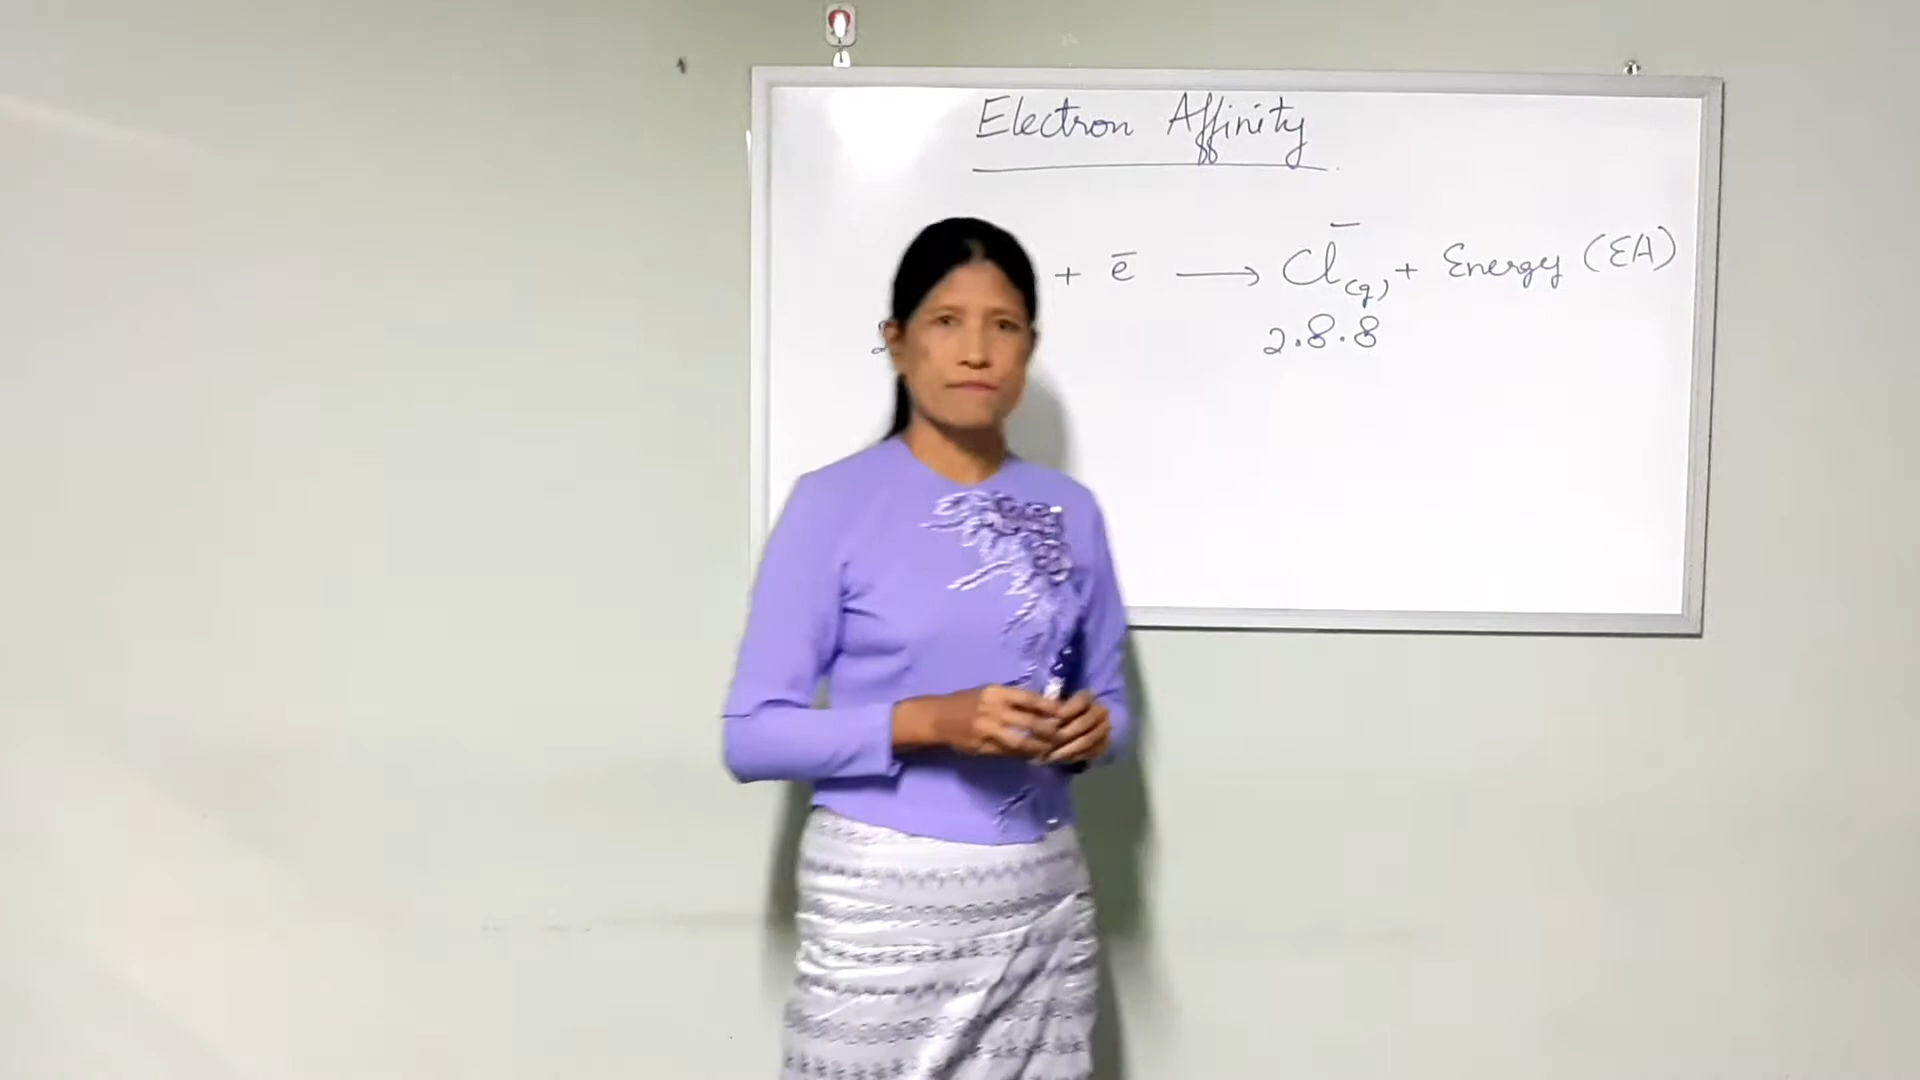 Electron Affinity
+ e̅ ⟶ Cl⁻(g) + Energy (EA)
2.8.8